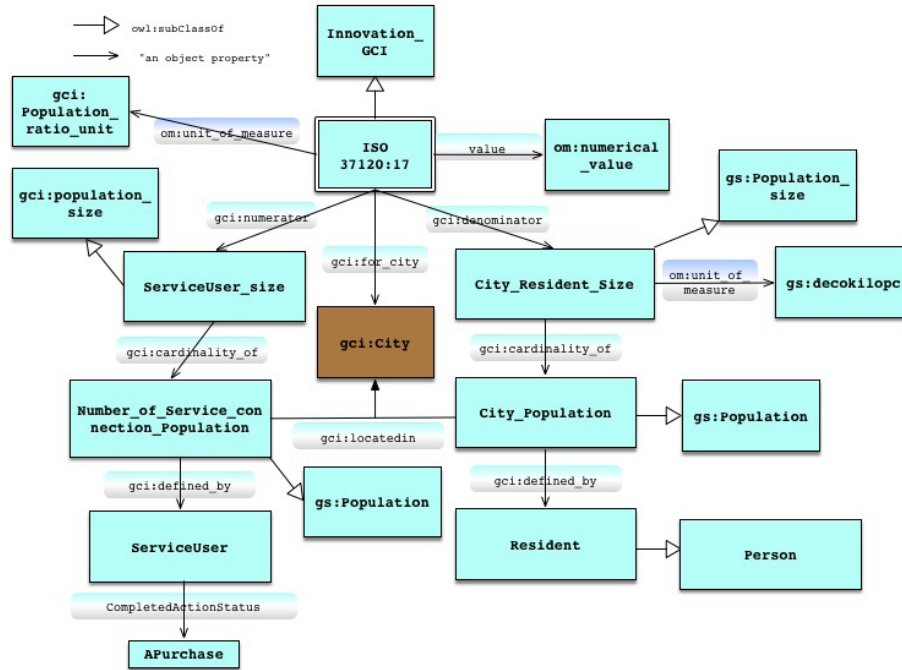 owl:subClassOf
"an object property"
Innovation_
GCI
gci:
Population_
ratio_unit
om:unit_of_measure
ISO
37120:17
value
om:numerical
_value
gci:population_
size
gs:Population_
size
gci:numerator
gci:denominator
gci:for_city
ServiceUser_size
City_Resident_Size
om:unit_of_
measure
gs:decokilopc
gci:cardinality_of
gci:City
gci:cardinality_of
Number_of_Service_con
nection_Population
City_Population
gs:Population
gci:locatedin
gci:defined_by
gs:Population
gci:defined_by
ServiceUser
Resident
Person
CompletedActionStatus
APurchase